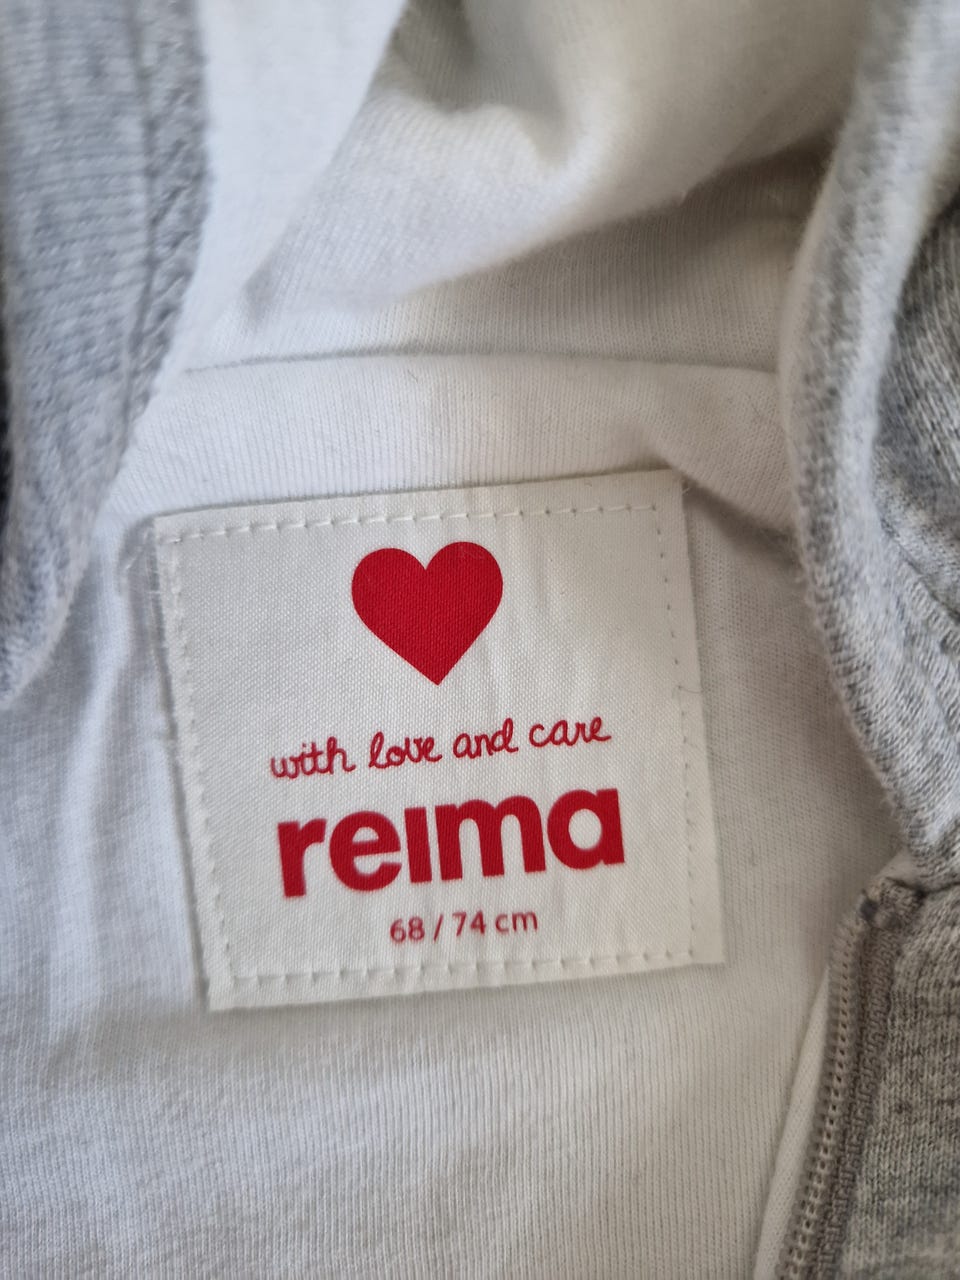 with love and care
reima
68 / 74 cm